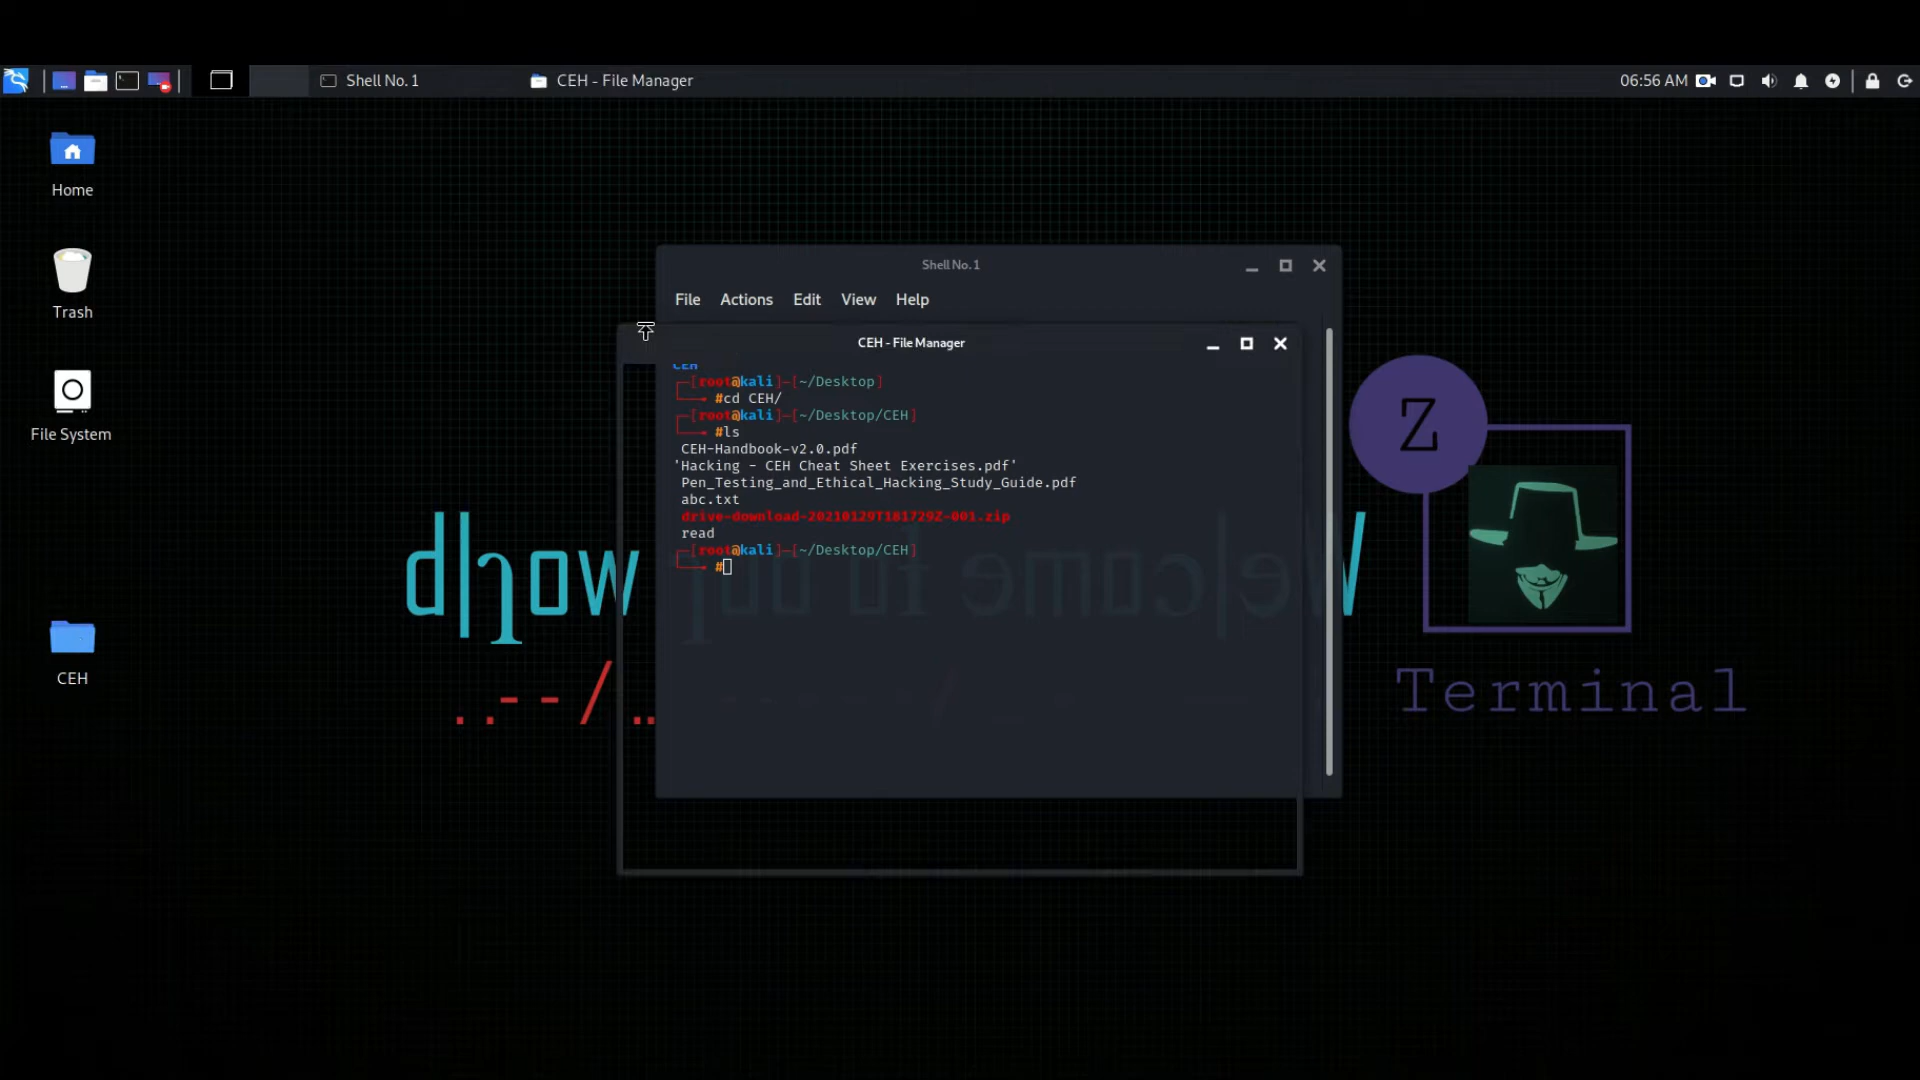 Shell No. 1
CEH - File Manager
06:56 AM
Home
Trash
File System
CEH
Shell No. 1
File Actions Edit View Help
CEH - File Manager
CEH
[root@kali]-[~/Desktop]
#cd CEH/
[root@kali]-[~/Desktop/CEH]
#ls
CEH-Handbook-v2.0.pdf
'Hacking - CEH Cheat Sheet Exercises.pdf'
Pen_Testing_and_Ethical_Hacking_Study_Guide.pdf
abc.txt
drive-download-20210129T181729Z-001.zip
read
[root@kali]-[~/Desktop/CEH]
#
Z
Terminal